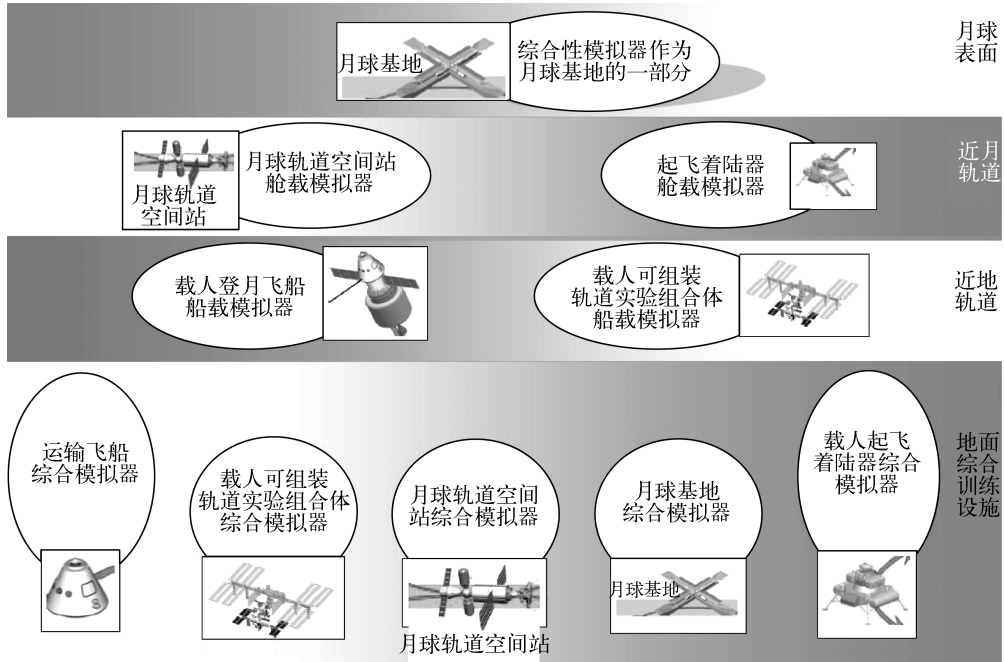 月球基地
综合性模拟器作为
月球基地的一部分
月球
表面
月球轨道
空间站
月球轨道空间站
舱载模拟器
起飞着陆器
舱载模拟器
近月
轨道
载人登月飞船
船载模拟器
载人可组装
轨道实验组合体
船载模拟器
近地
轨道
运输飞船
综合模拟器
载人可组装
轨道实验组合体
综合模拟器
月球轨道空间
站综合模拟器
月球轨道空间站
月球基地
综合模拟器
月球基地
载人起飞
着陆器综合
模拟器
地面
综合
训练
设施